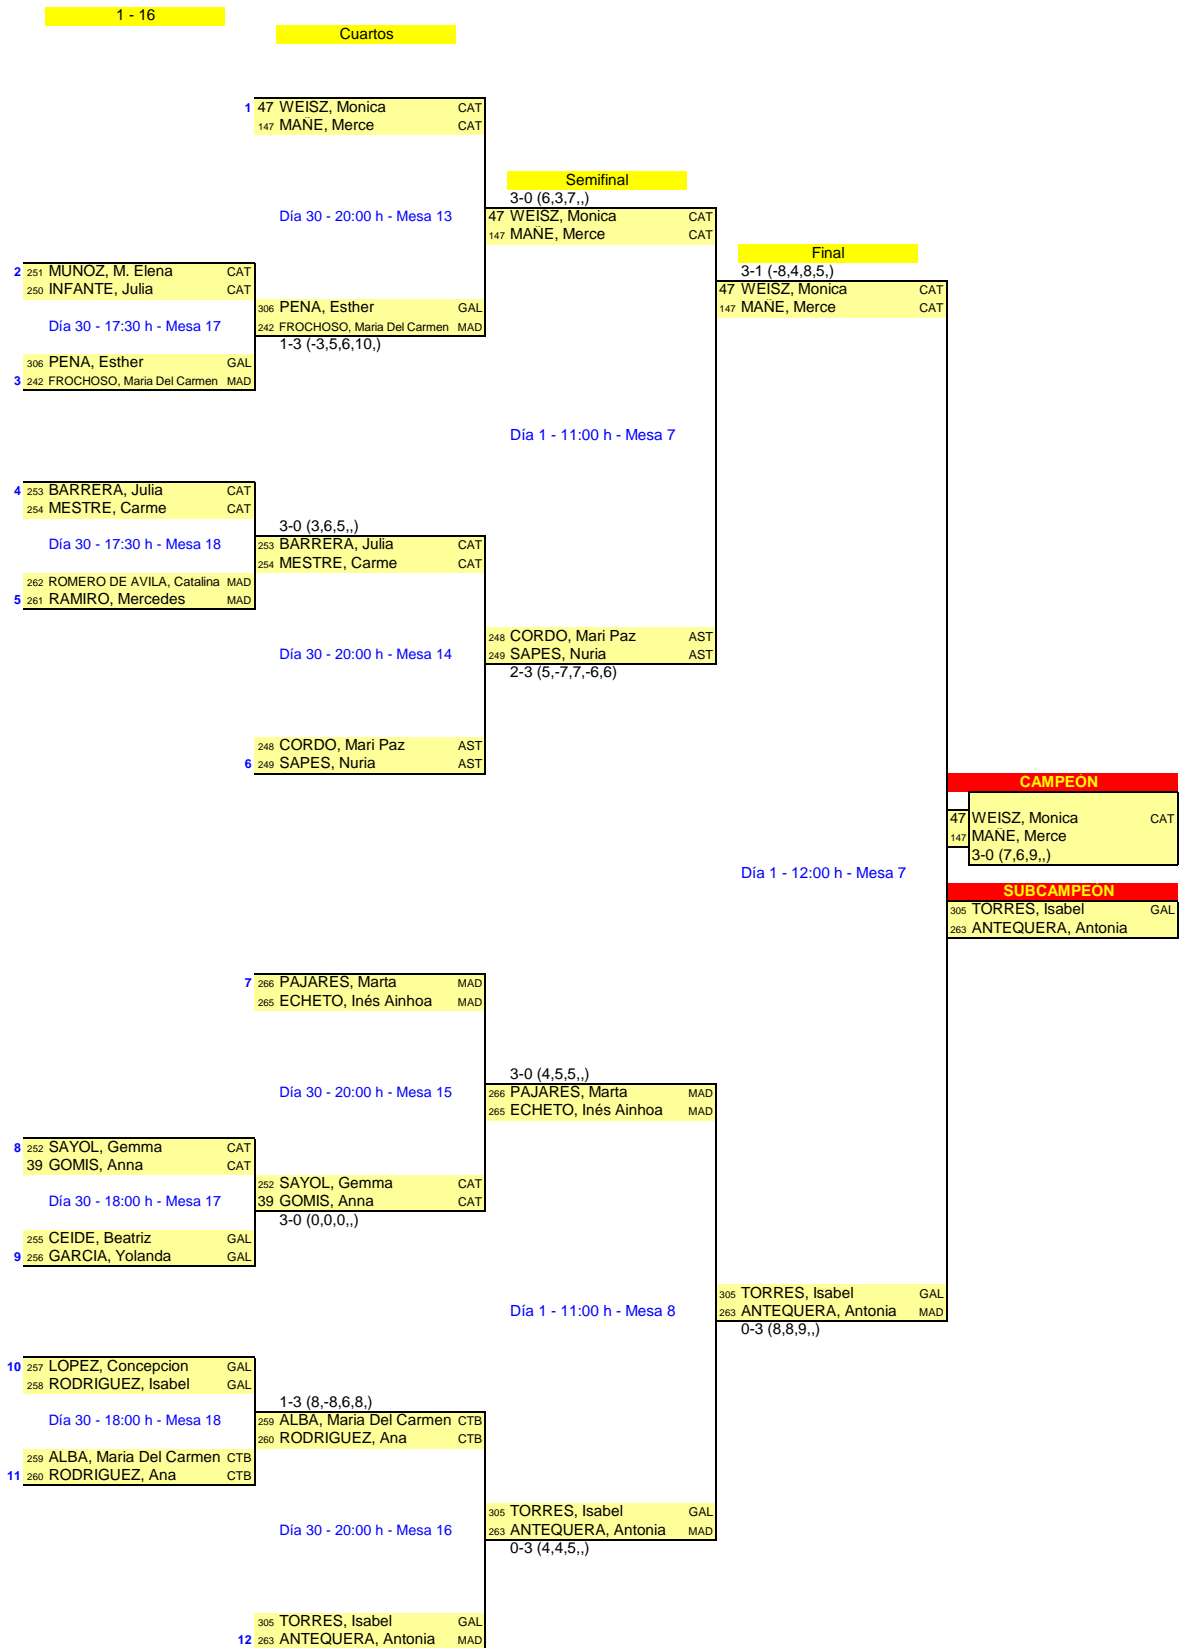 1 - 16
Cuartos
1 47 WEISZ, Monica CAT
147 MAÑE, Merce CAT
Semifinal
3-0 (6,3,7,,)
Día 30 - 20:00 h - Mesa 13
47 WEISZ, Monica CAT
147 MAÑE, Merce CAT
Final
3-1 (-8,4,8,5,)
2 251 MUÑOZ, M. Elena CAT
250 INFANTE, Julia CAT
47 WEISZ, Monica CAT
147 MAÑE, Merce CAT
306 PENA, Esther GAL
242 FROCHOSO, Maria Del Carmen MAD
Día 30 - 17:30 h - Mesa 17
1-3 (-3,5,6,10,)
306 PENA, Esther GAL
3 242 FROCHOSO, Maria Del Carmen MAD
Día 1 - 11:00 h - Mesa 7
4 253 BARRERA, Julia CAT
254 MESTRE, Carme CAT
3-0 (3,6,5,,)
Día 30 - 17:30 h - Mesa 18
253 BARRERA, Julia CAT
254 MESTRE, Carme CAT
262 ROMERO DE AVILA, Catalina MAD
5 261 RAMIRO, Mercedes MAD
248 CORDO, Mari Paz AST
249 SAPES, Nuria AST
Día 30 - 20:00 h - Mesa 14
2-3 (5,-7,7,-6,6)
248 CORDO, Mari Paz AST
6 249 SAPES, Nuria AST
CAMPEÓN
47 WEISZ, Monica CAT
147 MAÑE, Merce
3-0 (7,6,9,,)
Día 1 - 12:00 h - Mesa 7
SUBCAMPEÓN
305 TORRES, Isabel GAL
263 ANTEQUERA, Antonia
7 266 PAJARES, Marta MAD
265 ECHETO, Inés Ainhoa MAD
3-0 (4,5,5,,)
Día 30 - 20:00 h - Mesa 15
266 PAJARES, Marta MAD
265 ECHETO, Inés Ainhoa MAD
8 252 SAYOL, Gemma CAT
39 GOMIS, Anna CAT
252 SAYOL, Gemma CAT
39 GOMIS, Anna CAT
Día 30 - 18:00 h - Mesa 17
3-0 (0,0,0,,)
255 CEIDE, Beatriz GAL
9 256 GARCIA, Yolanda GAL
305 TORRES, Isabel GAL
263 ANTEQUERA, Antonia MAD
Día 1 - 11:00 h - Mesa 8
0-3 (8,8,9,,)
10 257 LOPEZ, Concepcion GAL
258 RODRIGUEZ, Isabel GAL
1-3 (8,-8,6,8,)
Día 30 - 18:00 h - Mesa 18
259 ALBA, Maria Del Carmen CTB
260 RODRIGUEZ, Ana CTB
259 ALBA, Maria Del Carmen CTB
11 260 RODRIGUEZ, Ana CTB
305 TORRES, Isabel GAL
263 ANTEQUERA, Antonia MAD
Día 30 - 20:00 h - Mesa 16
0-3 (4,4,5,,)
305 TORRES, Isabel GAL
12 263 ANTEQUERA, Antonia MAD